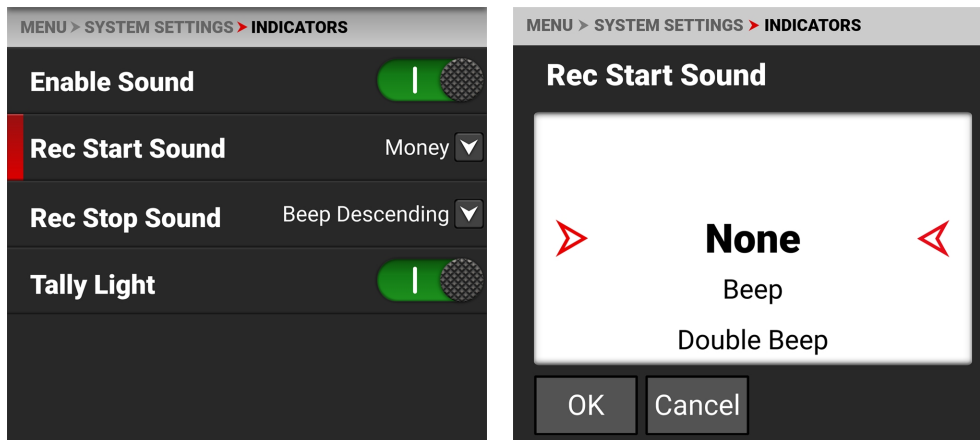 MENU > SYSTEM SETTINGS > INDICATORS
Enable Sound
Rec Start Sound Money
Rec Stop Sound Beep Descending
Tally Light
MENU > SYSTEM SETTINGS > INDICATORS
Rec Start Sound
None
Beep
Double Beep
OK Cancel